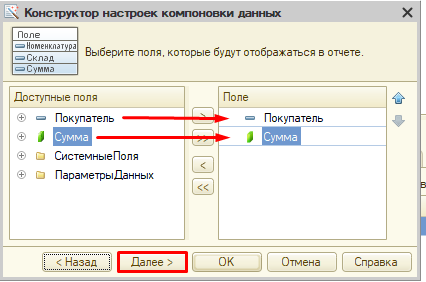 Конструктор настроек компоновки данных
Поле
Номенклатура
Склад
Сумма
Выберите поля, которые будут отображаться в отчете.
Доступные поля
Поле
Покупатель
>
Покупатель
Сумма
>>
Сумма
СистемныеПоля
<
ПараметрыДанных
<<
< Назад
Далее >
OK
Отмена
Справка